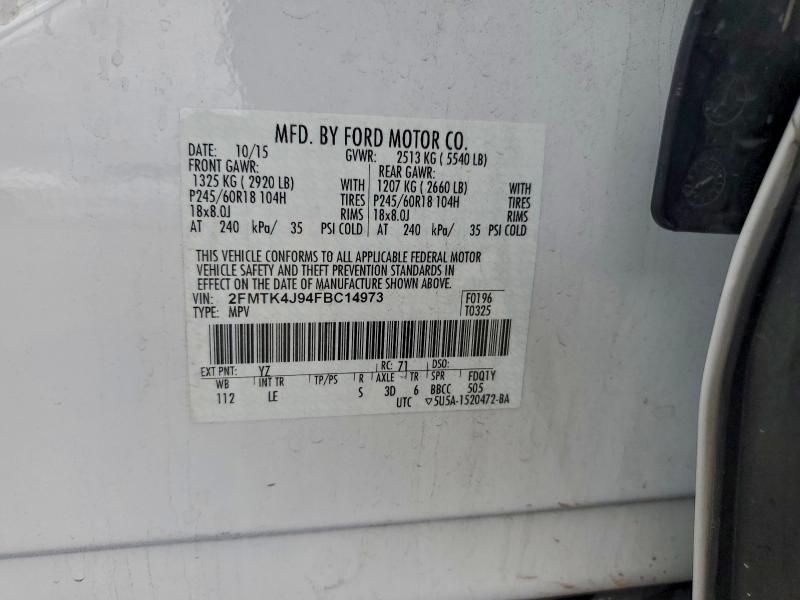 MFD. BY FORD MOTOR CO.
DATE: 10/15 GVWR: 2513 KG ( 5540 LB)
FRONT GAWR: REAR GAWR:
1325 KG ( 2920 LB) WITH 1207 KG ( 2660 LB) WITH
P245/60R18 104H TIRES P245/60R18 104H TIRES
18x8.0J RIMS 18x8.0J RIMS
AT 240 kPa/ 35 PSI COLD AT 240 kPa/ 35 PSI COLD
THIS VEHICLE CONFORMS TO ALL APPLICABLE FEDERAL MOTOR
VEHICLE SAFETY AND THEFT PREVENTION STANDARDS IN
EFFECT ON THE DATE OF MANUFACTURE SHOWN ABOVE.
VIN: 2FMTK4J94FBC14973 F0196
TYPE: MPV T0325
EXT PNT: YZ RC: 71 DSO:
WB INT TR TP/PS R AXLE TR SPR FDQ1Y
112 LE S 3D 6 BBCC 505
UTC ▽5U5A-1520472-BA